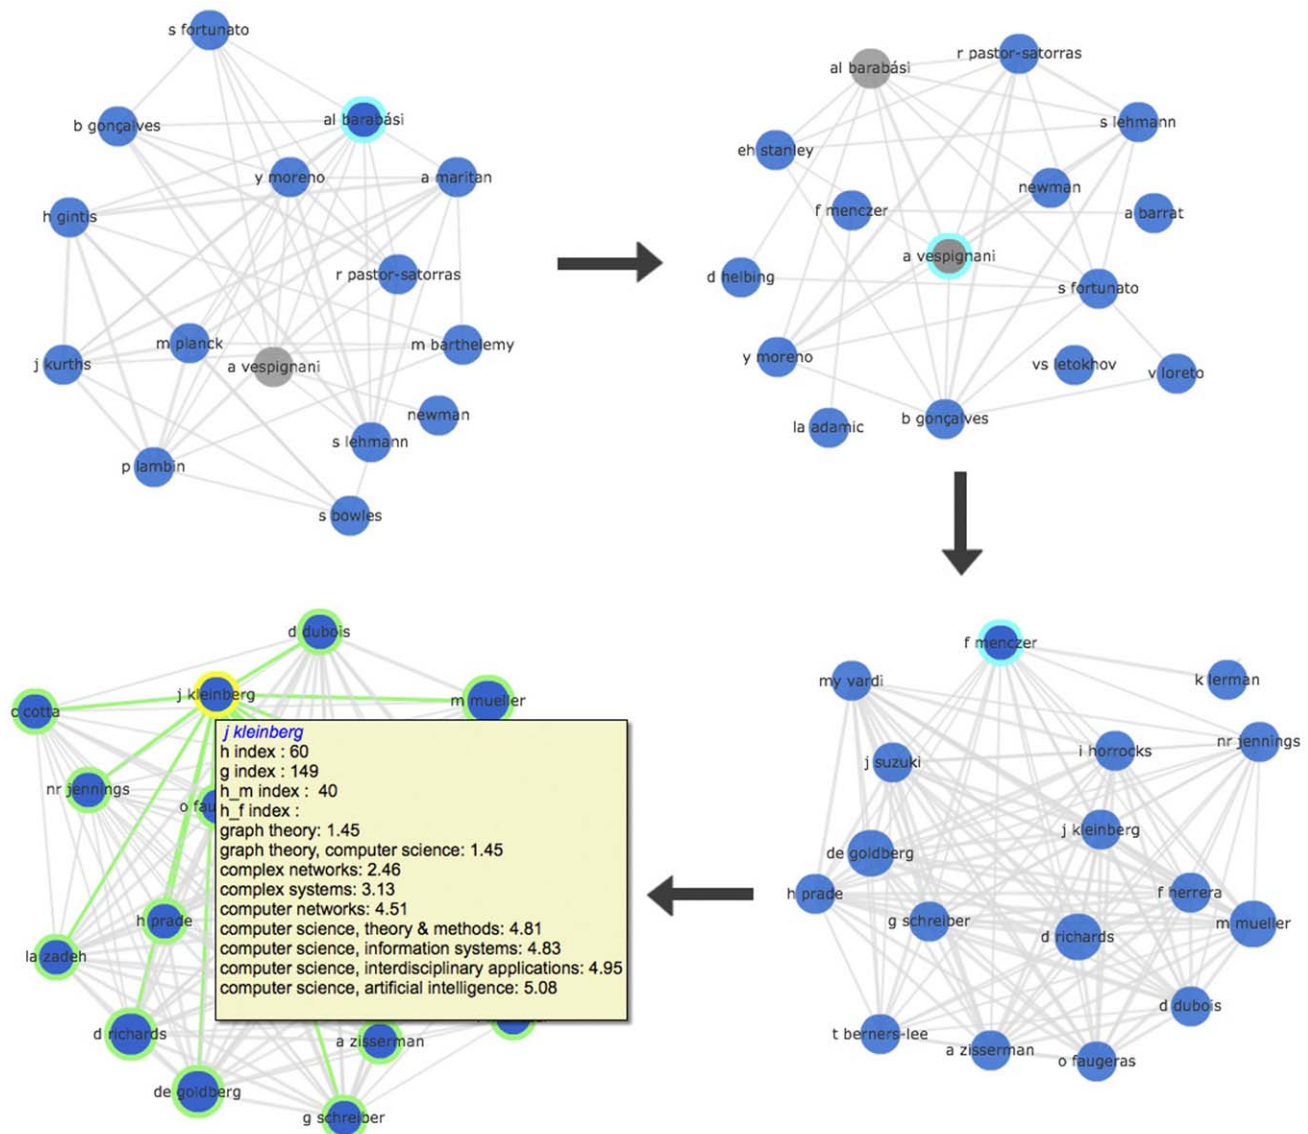 s fortunato
b gonçalves
al barabási
y moreno
a maritan
h gintis
r pastor-satorras
m planck
m barthelemy
j kurths
a vespignani
newman
s lehmann
p lambin
s bowles
r pastor-satorras
al barabási
s lehmann
eh stanley
newman
f menczer
a barrat
a vespignani
d helbing
s fortunato
y moreno
vs letokhov
v loreto
la adamic
b gonçalves
d dubois
j kleinberg
m mueller
c cotta
nr jennings
o fau
h prade
la zadeh
d richards
a zisserman
de goldberg
g schreiber
j kleinberg
h index : 60
g index : 149
h_m index : 40
h_f index :
graph theory: 1.45
graph theory, computer science: 1.45
complex networks: 2.46
complex systems: 3.13
computer networks: 4.51
computer science, theory & methods: 4.81
computer science, information systems: 4.83
computer science, interdisciplinary applications: 4.95
computer science, artificial intelligence: 5.08
f menczer
my vardi
k lerman
nr jennings
i horrocks
j suzuki
j kleinberg
de goldberg
h prade
f herrera
g schreiber
m mueller
d richards
d dubois
t berners-lee
a zisserman
o faugeras